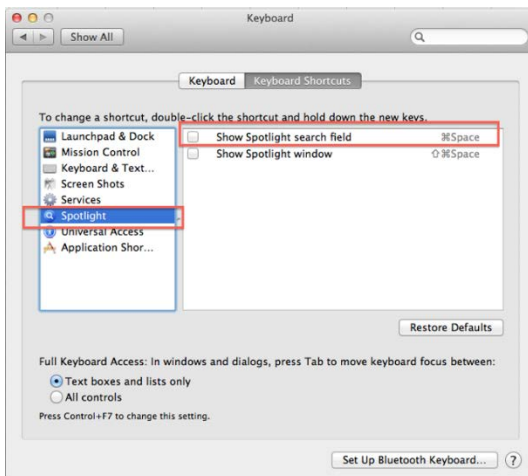 Keyboard
Show All
Keyboard Keyboard Shortcuts
To change a shortcut, double-click the shortcut and hold down the new keys.
Launchpad & Dock
Mission Control
Keyboard & Text...
Screen Shots
Services
Spotlight
Universal Access
Application Shor...
Show Spotlight search field ⌘Space
Show Spotlight window ⇧⌘Space
Restore Defaults
Full Keyboard Access: In windows and dialogs, press Tab to move keyboard focus between:
Text boxes and lists only
All controls
Press Control+F7 to change this setting.
Set Up Bluetooth Keyboard... ?